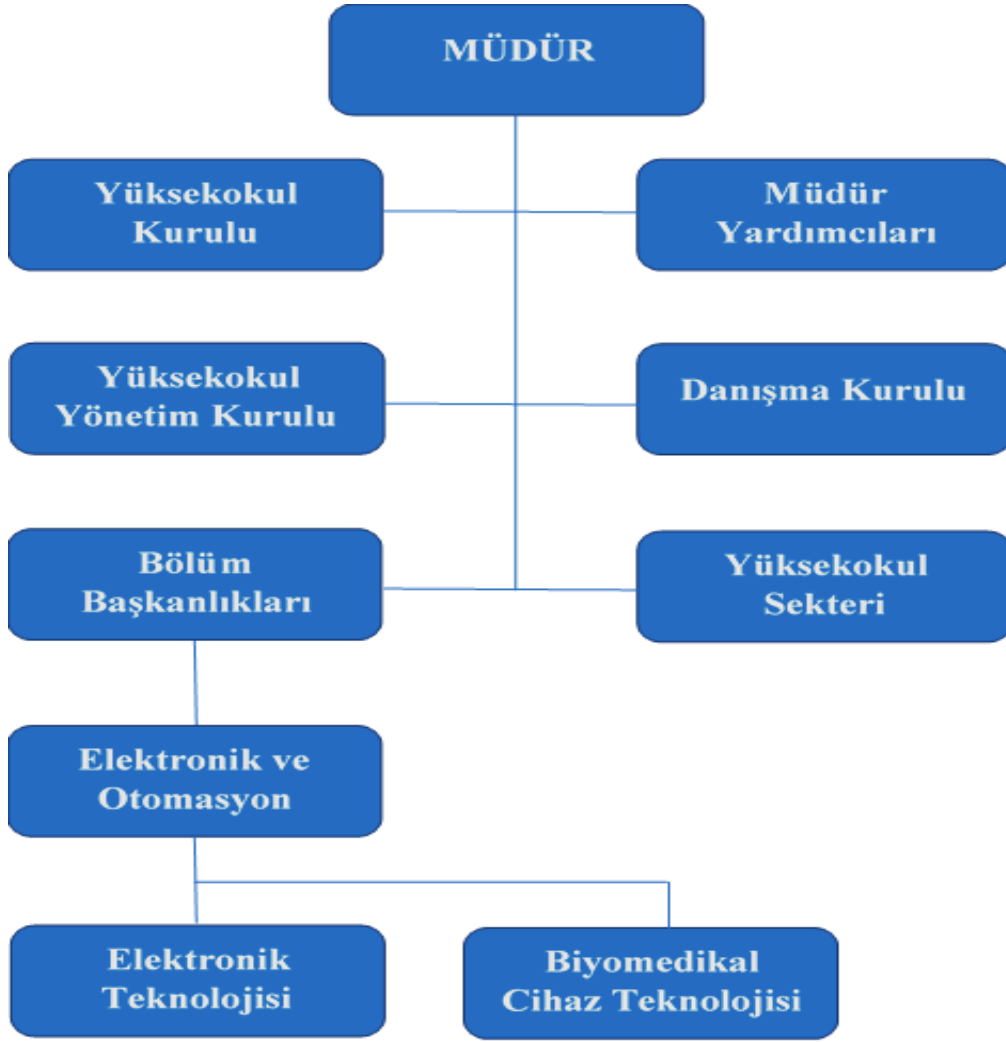 MÜDÜR
Yüksekokul
Kurulu
Müdür
Yardımcıları
Yüksekokul
Yönetim Kurulu
Danışma Kurulu
Bölüm
Başkanlıkları
Yüksekokul
Sekteri
Elektronik ve
Otomasyon
Elektronik
Teknolojisi
Biyomedikal
Cihaz Teknolojisi